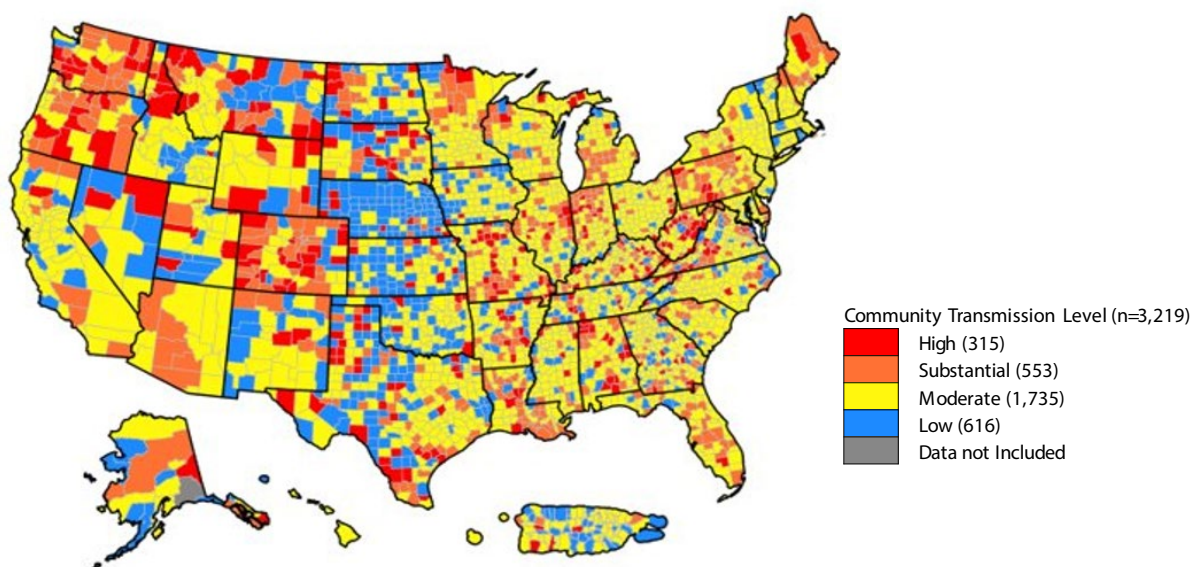 Community Transmission Level (n=3,219)
High (315)
Substantial (553)
Moderate (1,735)
Low (616)
Data not Included